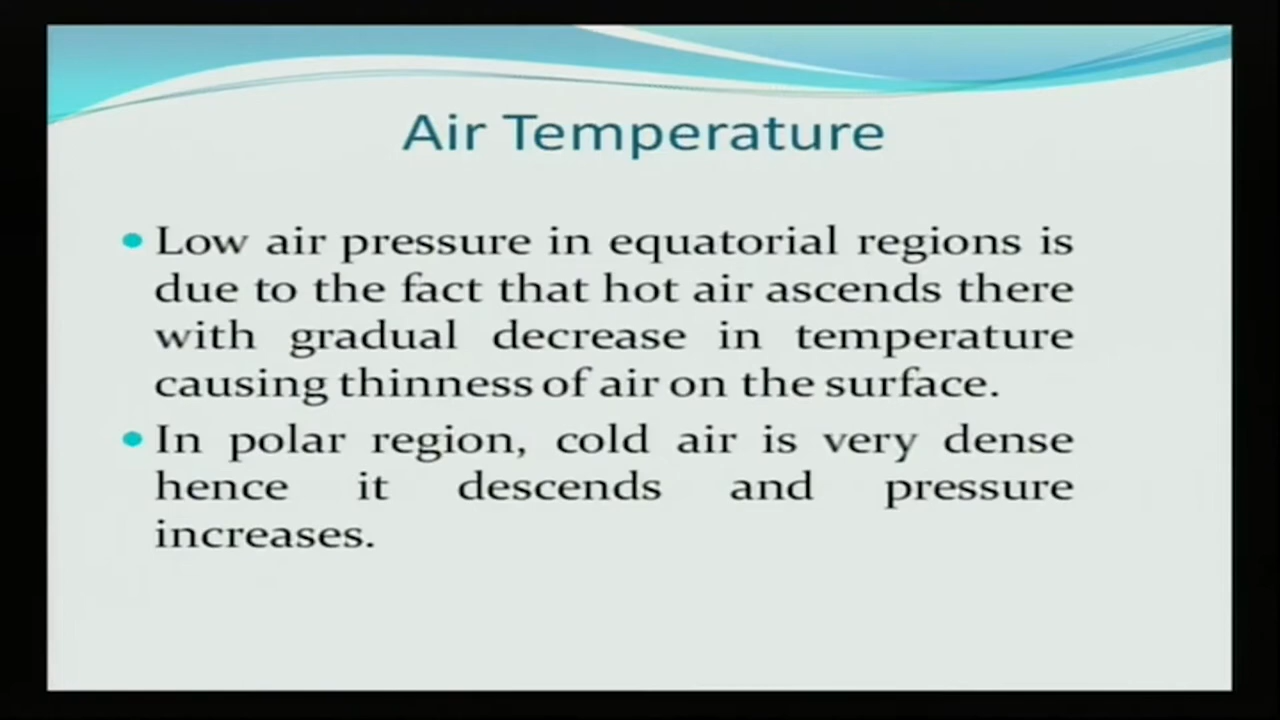 Air Temperature
• Low air pressure in equatorial regions is
due to the fact that hot air ascends there
with gradual decrease in temperature
causing thinness of air on the surface.
• In polar region, cold air is very dense
hence it descends and pressure
increases.